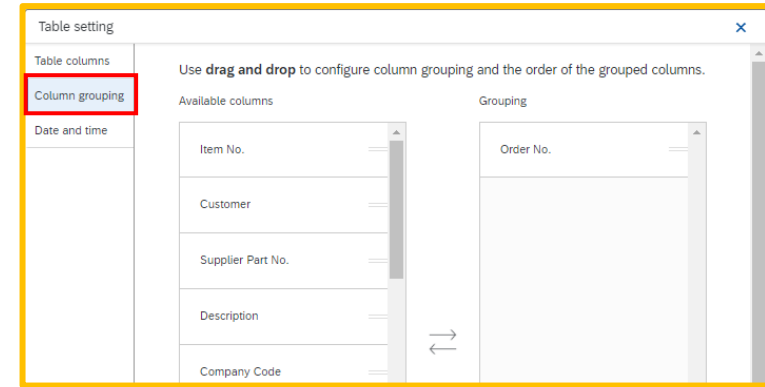 Table setting
Table columns
Column grouping
Date and time
Use drag and drop to configure column grouping and the order of the grouped columns.
Available columns
Item No.
Customer
Supplier Part No.
Description
Company Code
Grouping
Order No.